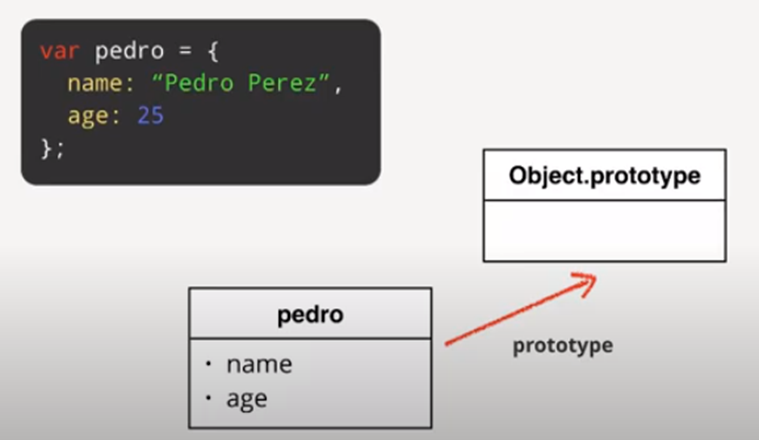 var pedro = {
name: “Pedro Perez”,
age: 25
};
Object.prototype
prototype
pedro
· name
· age